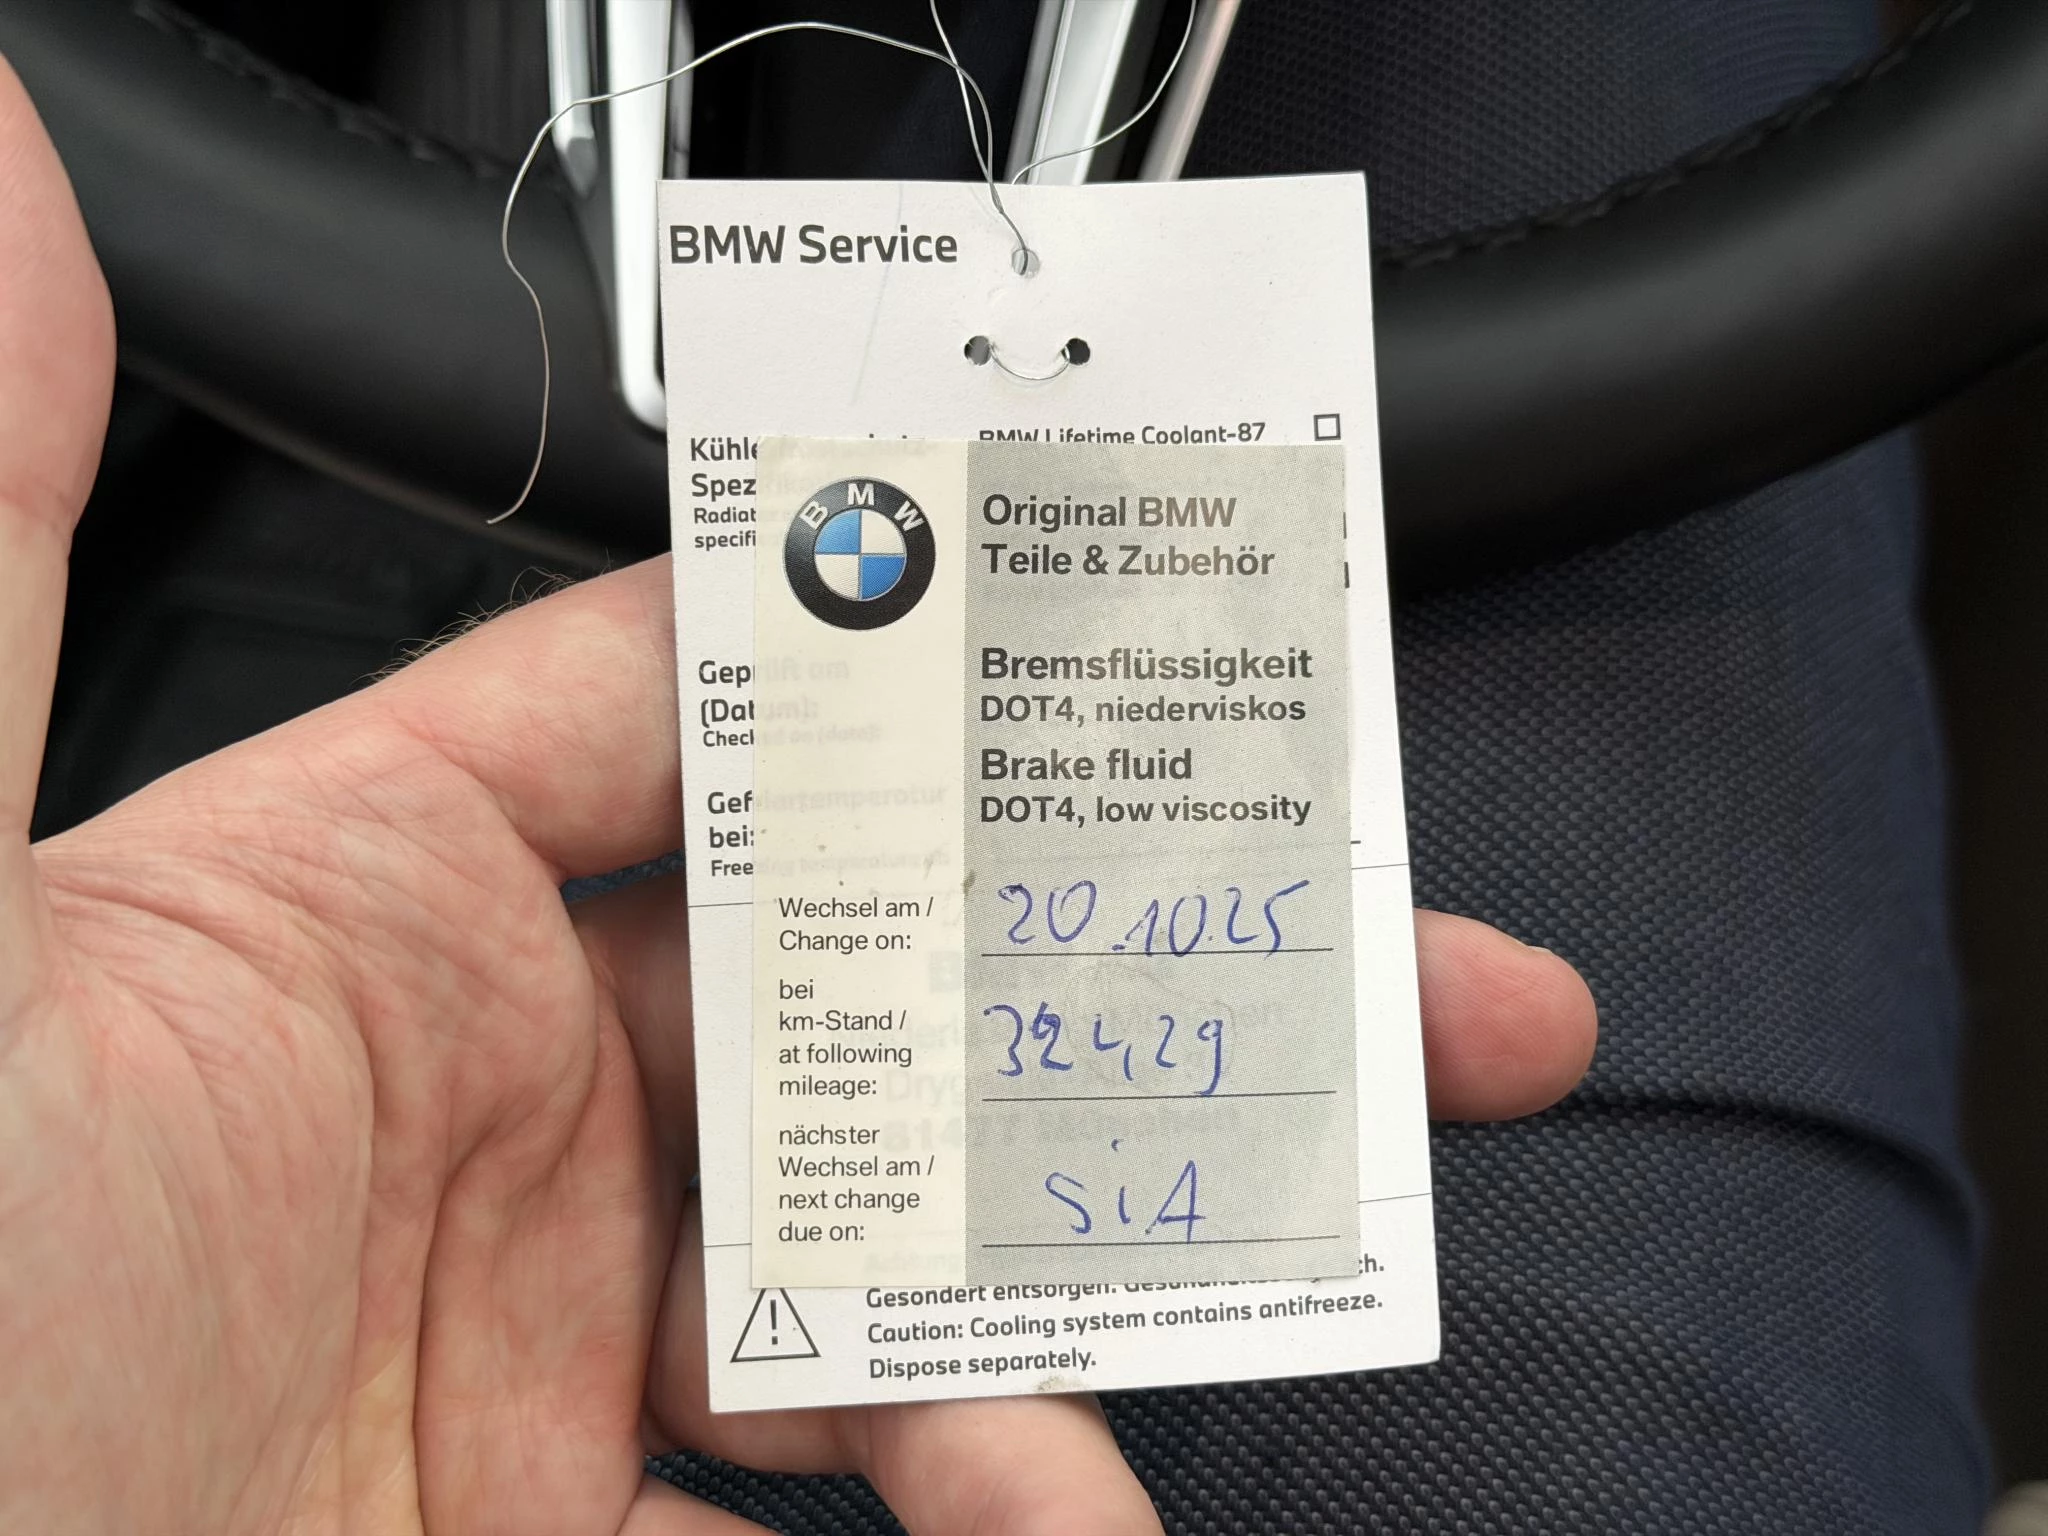 BMW Service
BMW Lifetime Coolant-87
Spez
B M W
Original BMW
Teile & Zubehör
Bremsflüssigkeit
DOT4, niederviskos
Brake fluid
DOT4, low viscosity
bei:
Wechsel am /
Change on:
20.10.25
bei
km-Stand /
at following
mileage:
nächster
Wechsel am /
next change
due on:
SiA
Gesondert entsorgen.
Caution: Cooling system contains antifreeze.
Dispose separately.